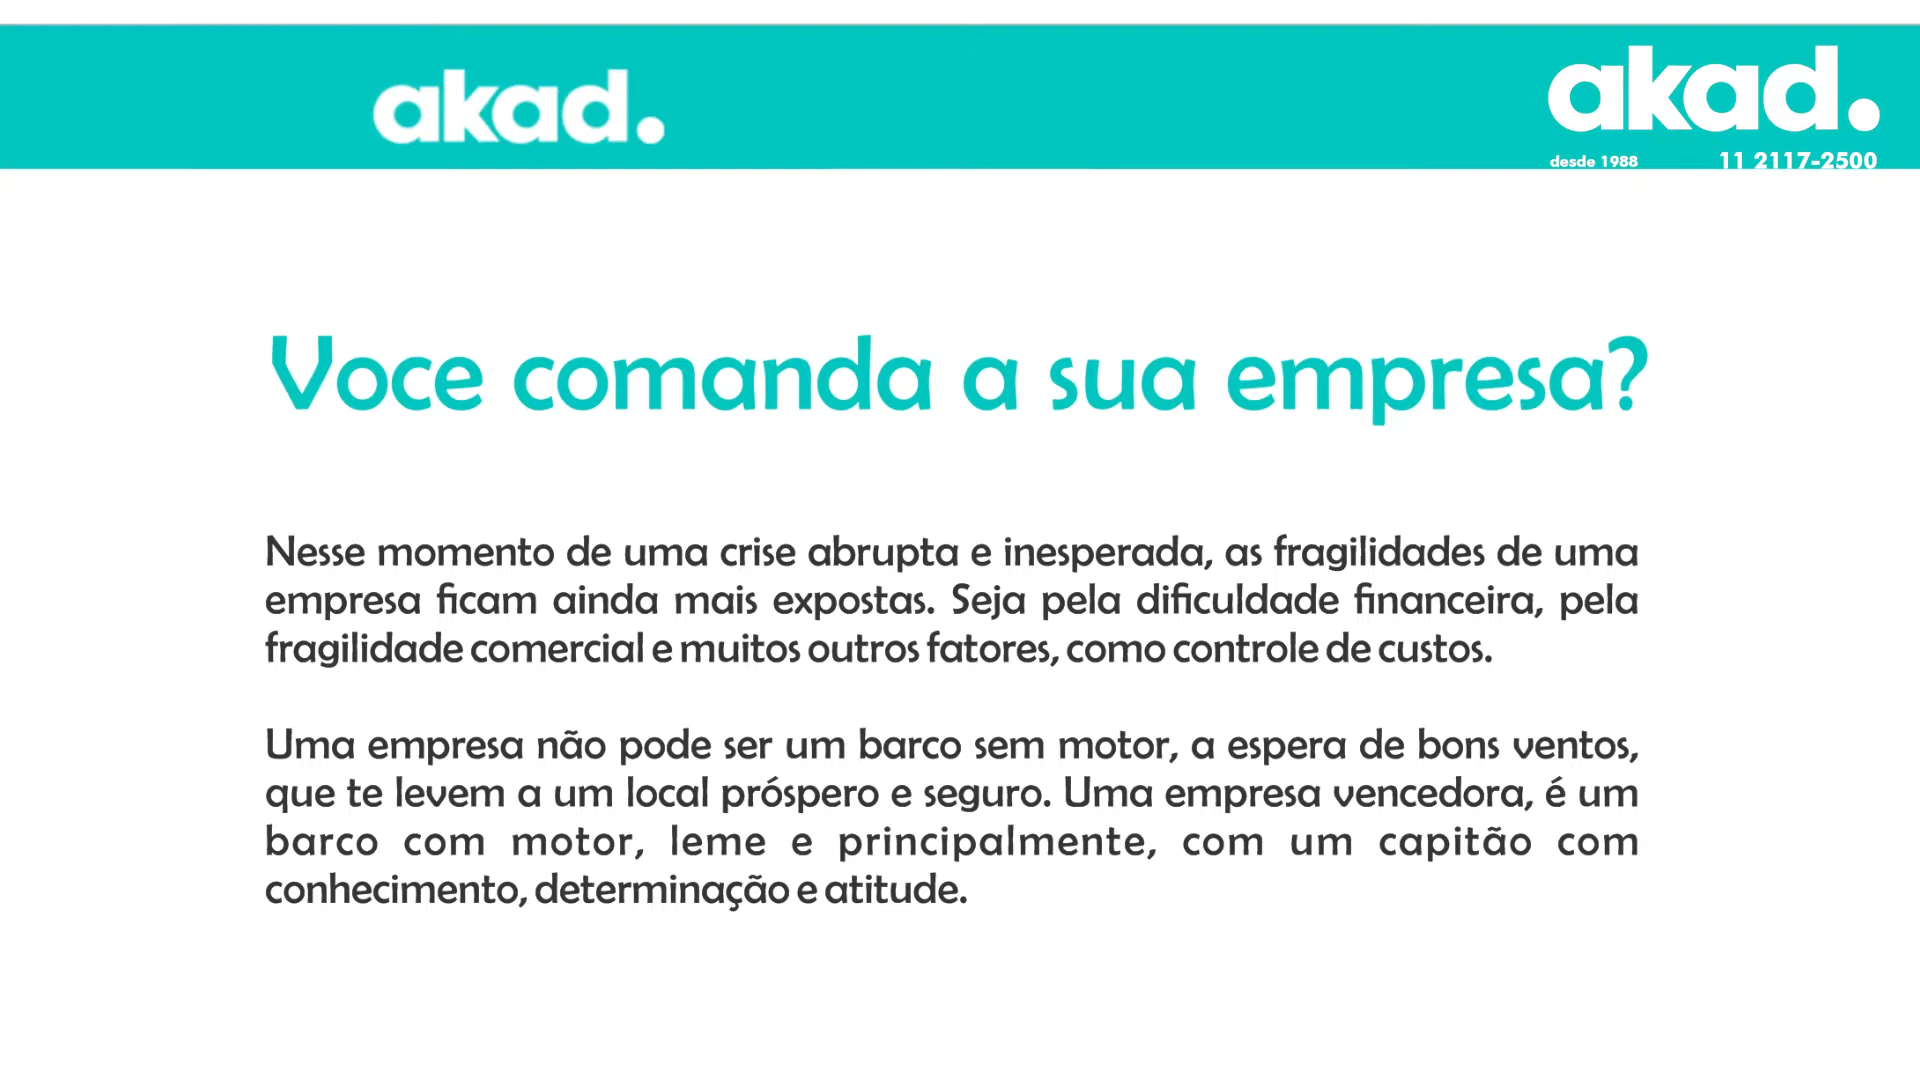 akad.
akad.
desde 1988 11 2117-2500
Voce comanda a sua empresa?
Nesse momento de uma crise abrupta e inesperada, as fragilidades de uma
empresa ficam ainda mais expostas. Seja pela dificuldade financeira, pela
fragilidade comercial e muitos outros fatores, como controle de custos.
Uma empresa não pode ser um barco sem motor, a espera de bons ventos,
que te levem a um local próspero e seguro. Uma empresa vencedora, é um
barco com motor, leme e principalmente, com um capitão com
conhecimento, determinação e atitude.